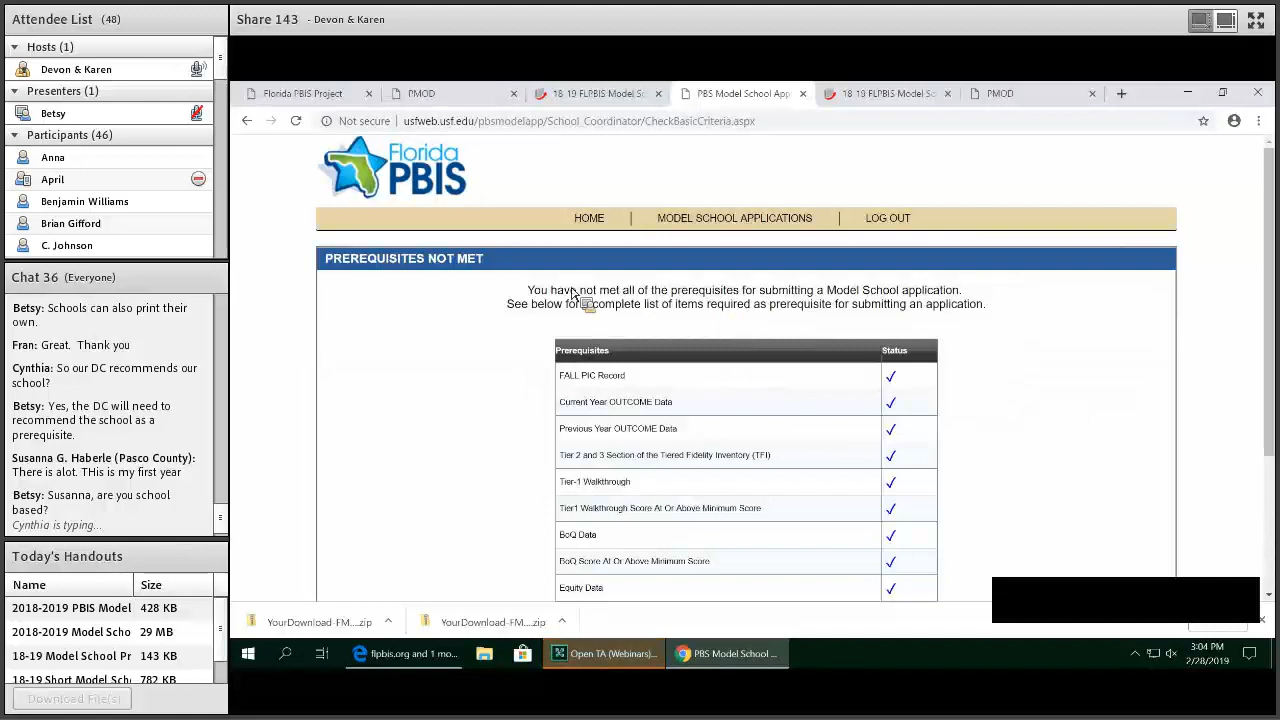 Attendee List (48)
Hosts (1)
Devon & Karen
Presenters (1)
Betsy
Participants (46)
Anna
April
Benjamin Williams
Brian Gifford
C. Johnson
Chat 36 (Everyone)
Betsy: Schools can also print their
own.
Fran: Great. Thank you
Cynthia: So our DC recommends our
school?
Betsy: Yes, the DC will need to
recommend the school as a
prerequisite.
Susanna G. Haberle (Pasco County):
There is alot. THis is my first year
Betsy: Susanna, are you school
based?
Cynthia is typing...
Today's Handouts
Name Size
2018-2019 PBIS Model 428 KB
2018-2019 Model Scho 29 MB
18-19 Model School Pr 143 KB
18-19 Short Model Sch 782 KB
Download File(s)
Share 143 - Devon & Karen
Florida PBIS Project PMOD 18-19 FLPBIS Model Sc PBS Model School App 18-19 FLPBIS Model Sc PMOD
Not secure usfweb.usf.edu/pbsmodelapp/School_Coordinator/CheckBasicCriteria.aspx
Florida
PBIS
HOME | MODEL SCHOOL APPLICATIONS | LOG OUT
PREREQUISITES NOT MET
You have not met all of the prerequisites for submitting a Model School application.
See below for complete list of items required as prerequisite for submitting an application.
Prerequisites Status
FALL PIC Record
Current Year OUTCOME Data
Previous Year OUTCOME Data
Tier 2 and 3 Section of the Tiered Fidelity Inventory (TFI)
Tier-1 Walkthrough
Tier1 Walkthrough Score At Or Above Minimum Score
BoQ Data
BoQ Score At Or Above Minimum Score
Equity Data
YourDownload-FM....zip YourDownload-FM....zip
flpbis.org and 1 mo... Open TA (Webinars)... PBS Model School ...
3:04 PM
2/28/2019